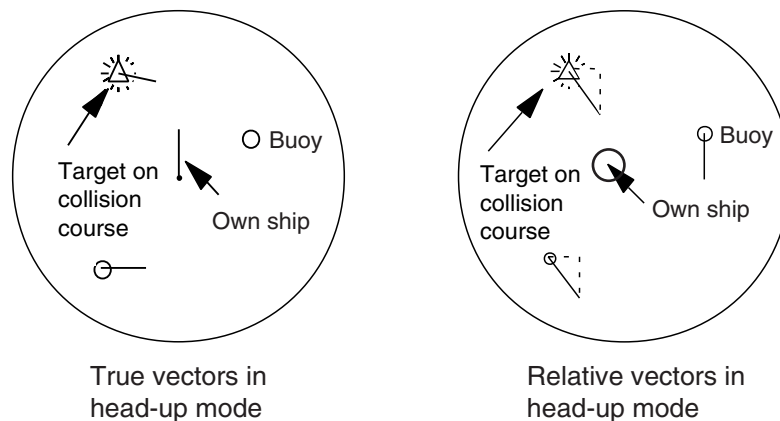 Buoy
Target on
collision
course
Own ship
True vectors in
head-up mode
Buoy
Target on
collision
course
Own ship
Relative vectors in
head-up mode